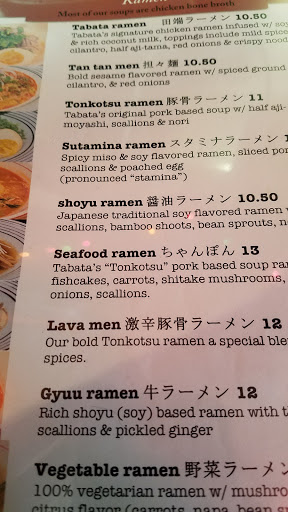 Most of our soups are chicken bone broth
Tabata ramen 田端ラーメン 10.50
Tabata's signature chicken ramen infused w/
& rich coconut milk, toppings include mild
cilantro, half aji-tama, red onions & crispy
Tan tan men 担々麺 10.50
Bold sesame flavored ramen w/ spiced ground
cilantro, & red onions
Tonkotsu ramen 豚骨ラーメン 11
Tabata's original pork based soup w/ half aji-
moyashi, scallions & nori
Sutamina ramen スタミナラーメン
Spicy miso & soy flavored ramen, sliced
scallions & poached egg
(pronounced "stamina")
shoyu ramen 醤油ラーメン 10.50
Japanese traditional soy flavored ramen
scallions, bamboo shoots, bean sprouts,
Seafood ramen ちゃんぽん 13
Tabata's "Tonkotsu" pork based soup
fishcakes, carrots, shitake mushrooms,
onions, scallions.
Lava men 激辛豚骨ラーメン 12
Our bold Tonkotsu ramen a special
spices.
Gyuu ramen 牛ラーメン 12
Rich shoyu (soy) based ramen with
scallions & pickled ginger
Vegetable ramen 野菜ラーメン
100% vegetarian ramen w/
citrus flavor (carrots, napa, bean